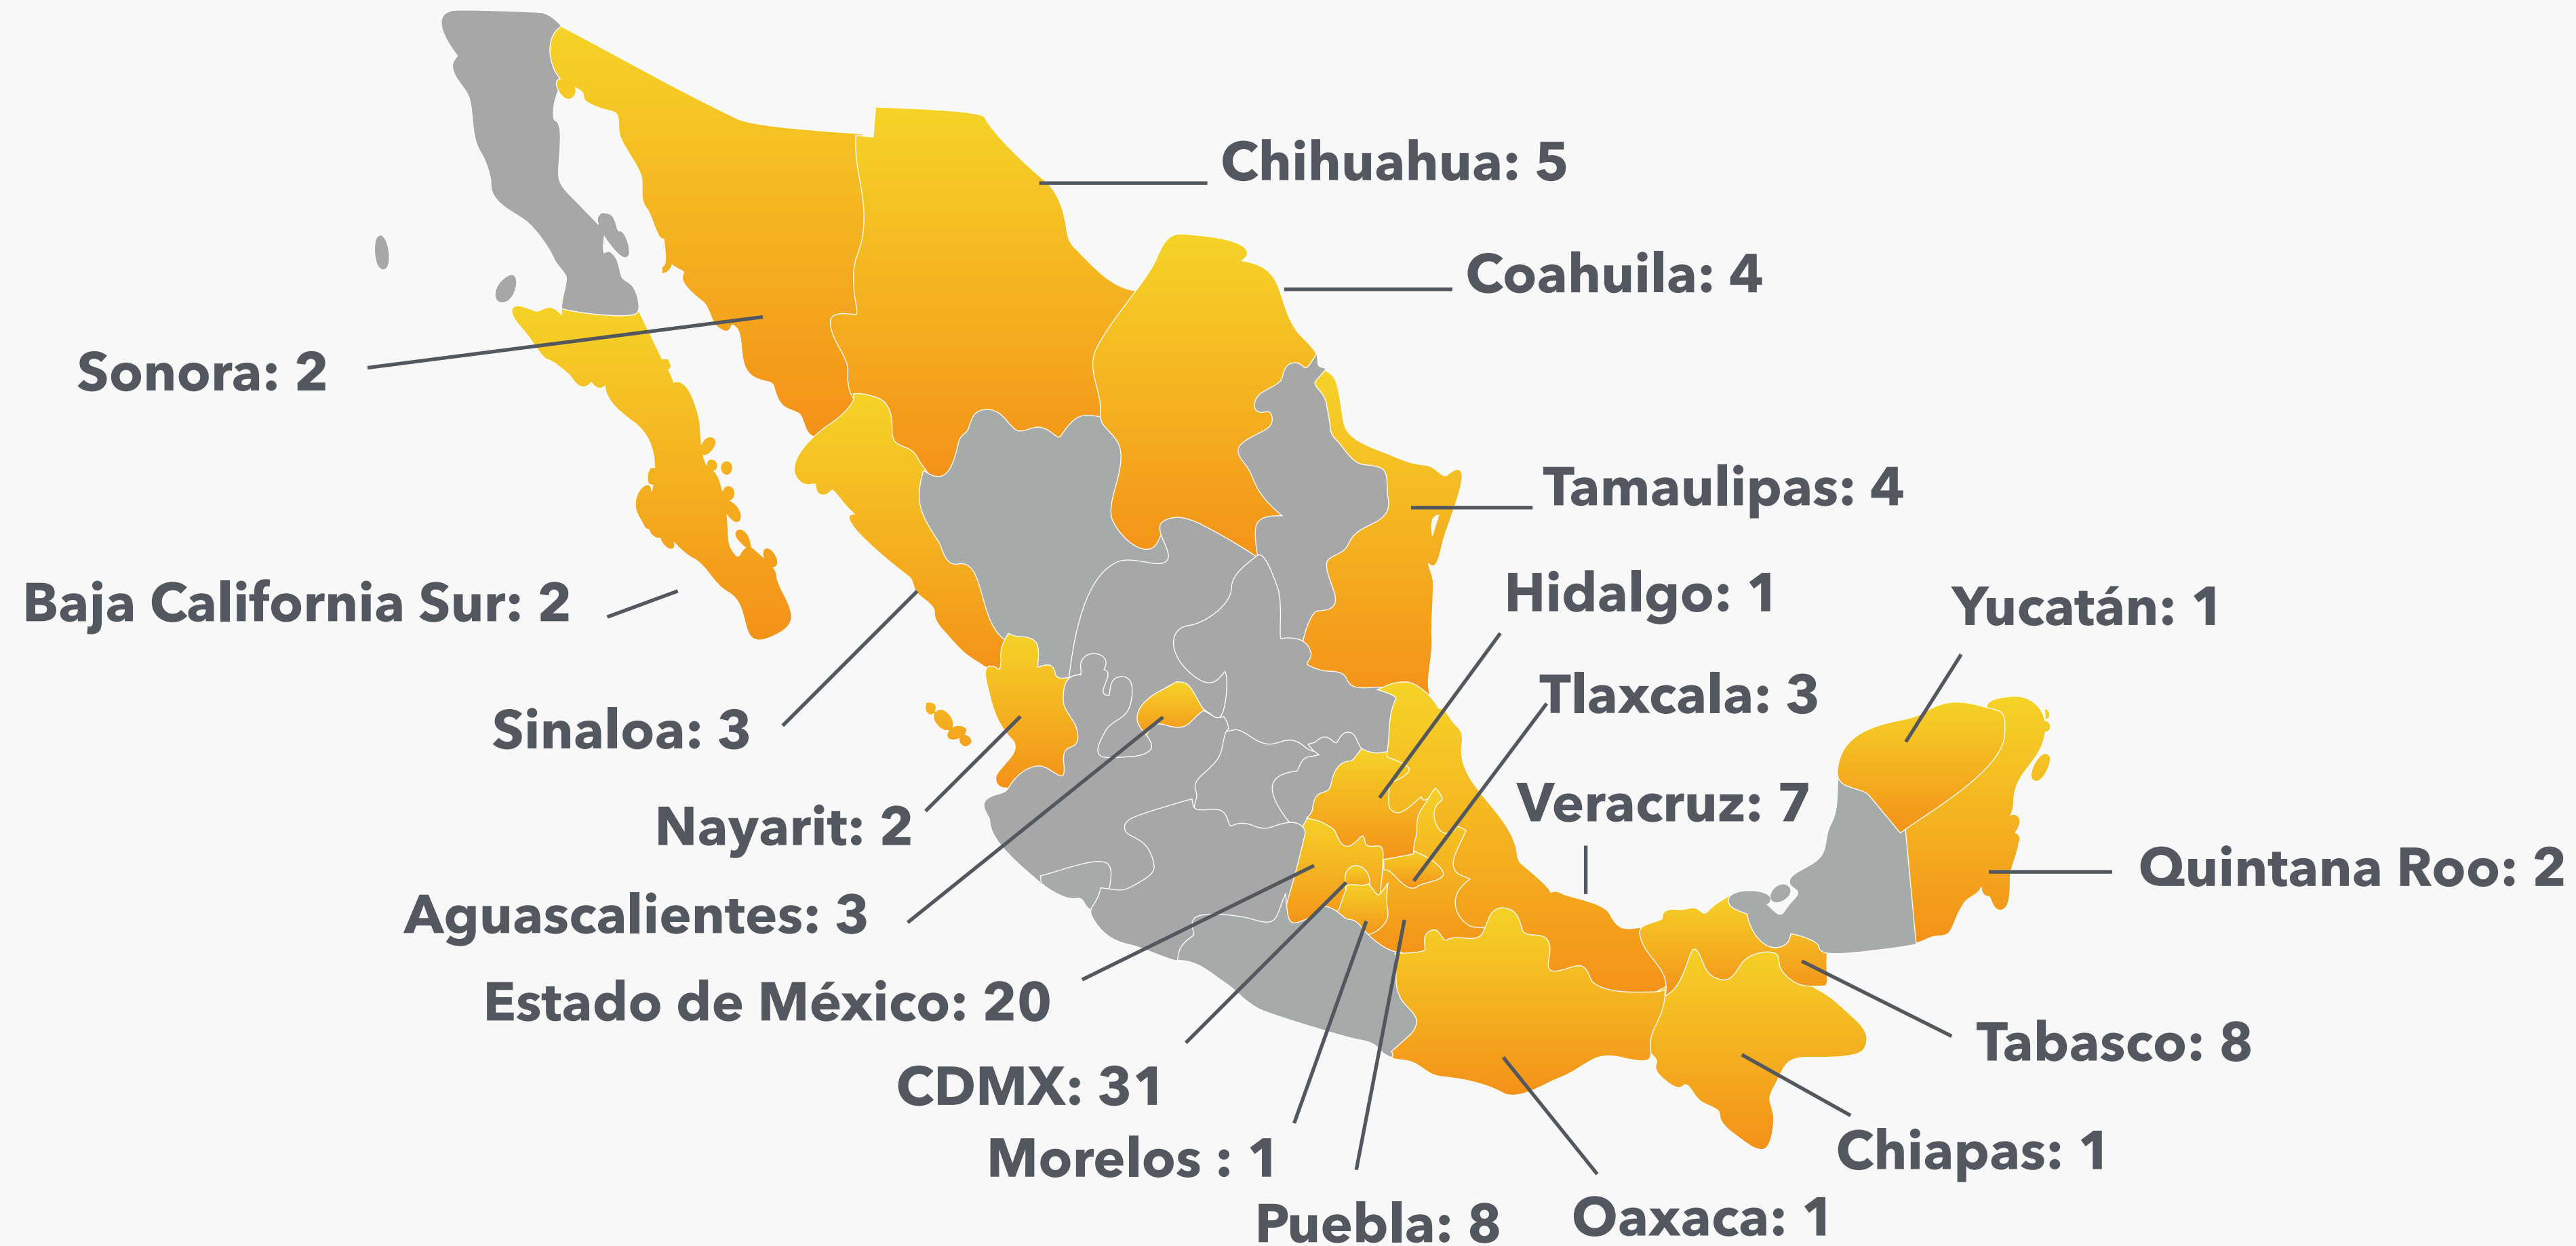 Chihuahua: 5
Coahuila: 4
Sonora: 2
Tamaulipas: 4
Hidalgo: 1
Yucatán: 1
Baja California Sur: 2
Tlaxcala: 3
Sinaloa: 3
Veracruz: 7
Nayarit: 2
Quintana Roo: 2
Aguascalientes: 3
Estado de México: 20
Tabasco: 8
CDMX: 31
Chiapas: 1
Morelos : 1
Oaxaca: 1
Puebla: 8